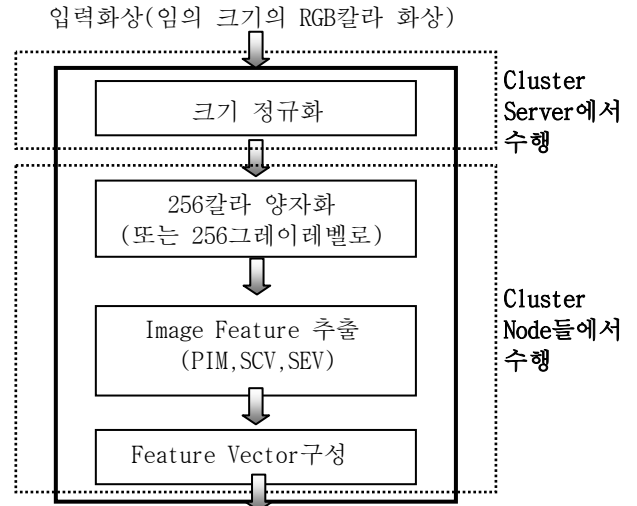 입력화상(임의 크기의 RGB칼라 화상)
크기 정규화
Cluster
Server에서
수행
256칼라 양자화
(또는 256그레이레벨로)
Image Feature 추출
(PIM,SCV,SEV)
Cluster
Node들에서
수행
Feature Vector구성